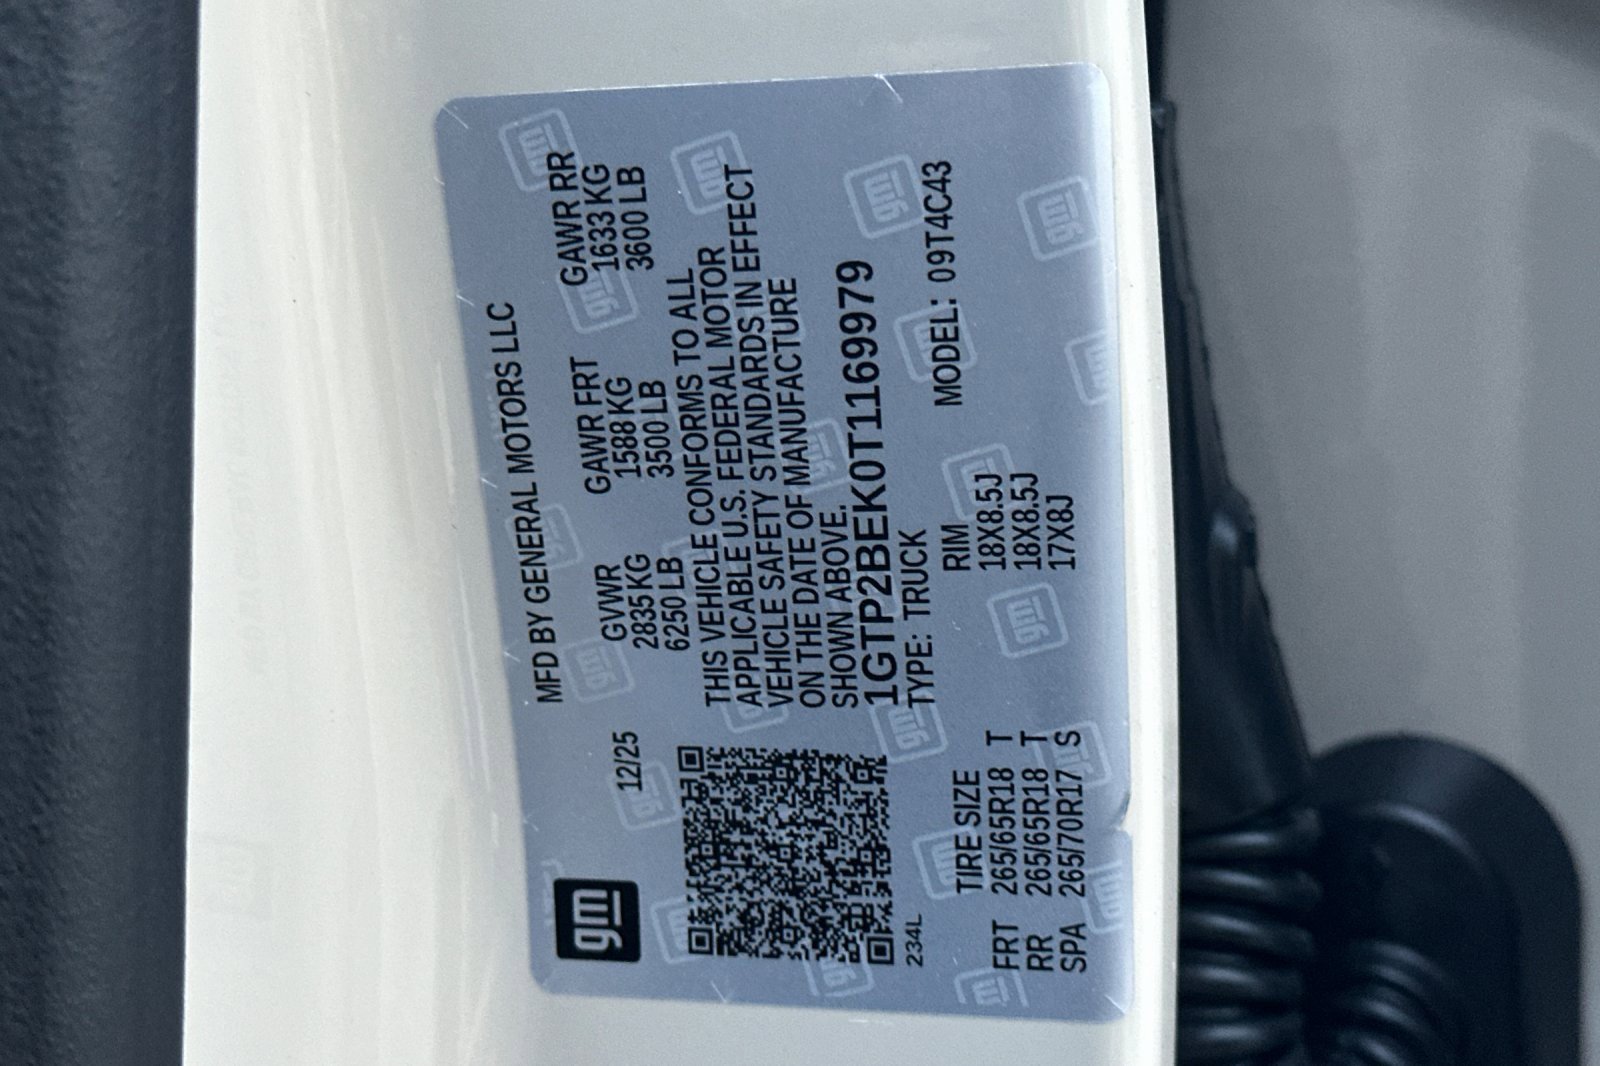 gm
MFD BY GENERAL MOTORS LLC
12/25
GVWR GAWR FRT GAWR RR
2835 KG 1588 KG 1633 KG
6250 LB 3500 LB 3600 LB
THIS VEHICLE CONFORMS TO ALL
APPLICABLE U.S. FEDERAL MOTOR
VEHICLE SAFETY STANDARDS IN EFFECT
ON THE DATE OF MANUFACTURE
SHOWN ABOVE.
1GTP2BEK0T1169979
TYPE: TRUCK MODEL: 09T4C43
234L
TIRE SIZE RIM
FRT 265/65R18 T 18X8.5J
RR 265/65R18 T 18X8.5J
SPA 265/70R17 S 17X8J